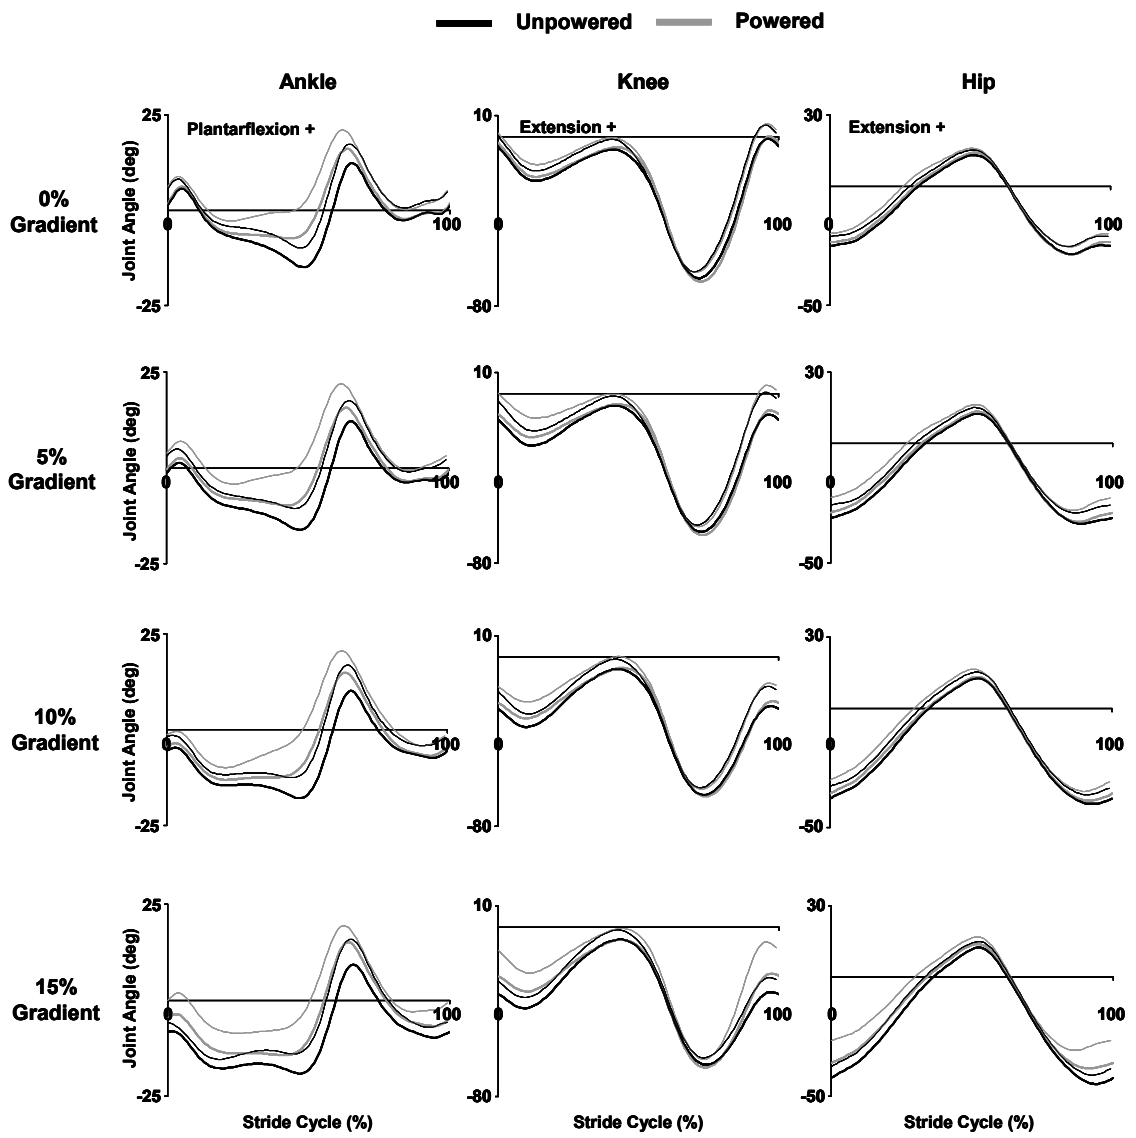 Unpowered Powered
Ankle Knee Hip
25 10 30
Plantarflexion + Extension + Extension +
0%
Gradient
Joint Angle (deg)
0 100 0 100 0 100
-25 -80 -50
25 10 30
5%
Gradient
Joint Angle (deg)
0 100 0 100 0 100
-25 -80 -50
25 10 30
10%
Gradient
Joint Angle (deg)
0 100 0 100 0 100
-25 -80 -50
25 10 30
15%
Gradient
Joint Angle (deg)
0 100 0 100 0 100
-25 -80 -50
Stride Cycle (%) Stride Cycle (%) Stride Cycle (%)